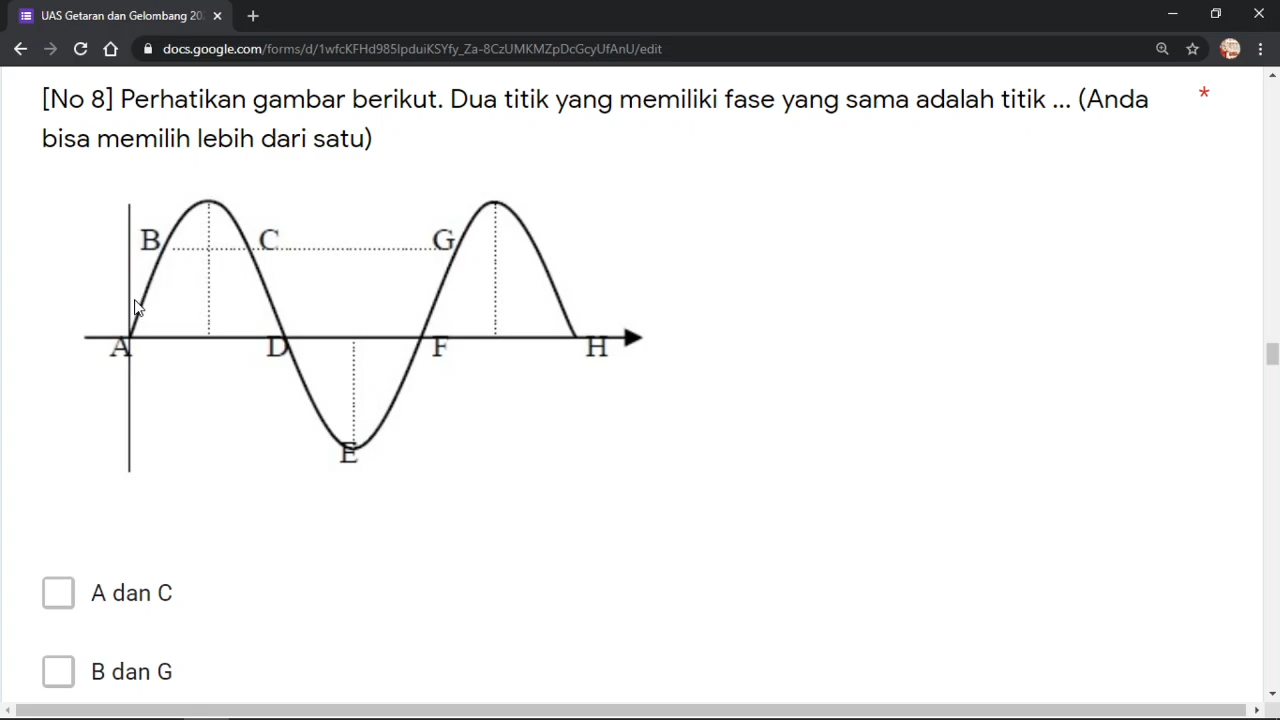 UAS Getaran dan Gelombang 20
docs.google.com/forms/d/1wfcKFHd985IpduiKSYfy_Za-8CzUMKMZpDcGcyUfAnU/edit
[No 8] Perhatikan gambar berikut. Dua titik yang memiliki fase yang sama adalah titik ... (Anda *
bisa memilih lebih dari satu)
B C G
A D F H
E
A dan C
B dan G